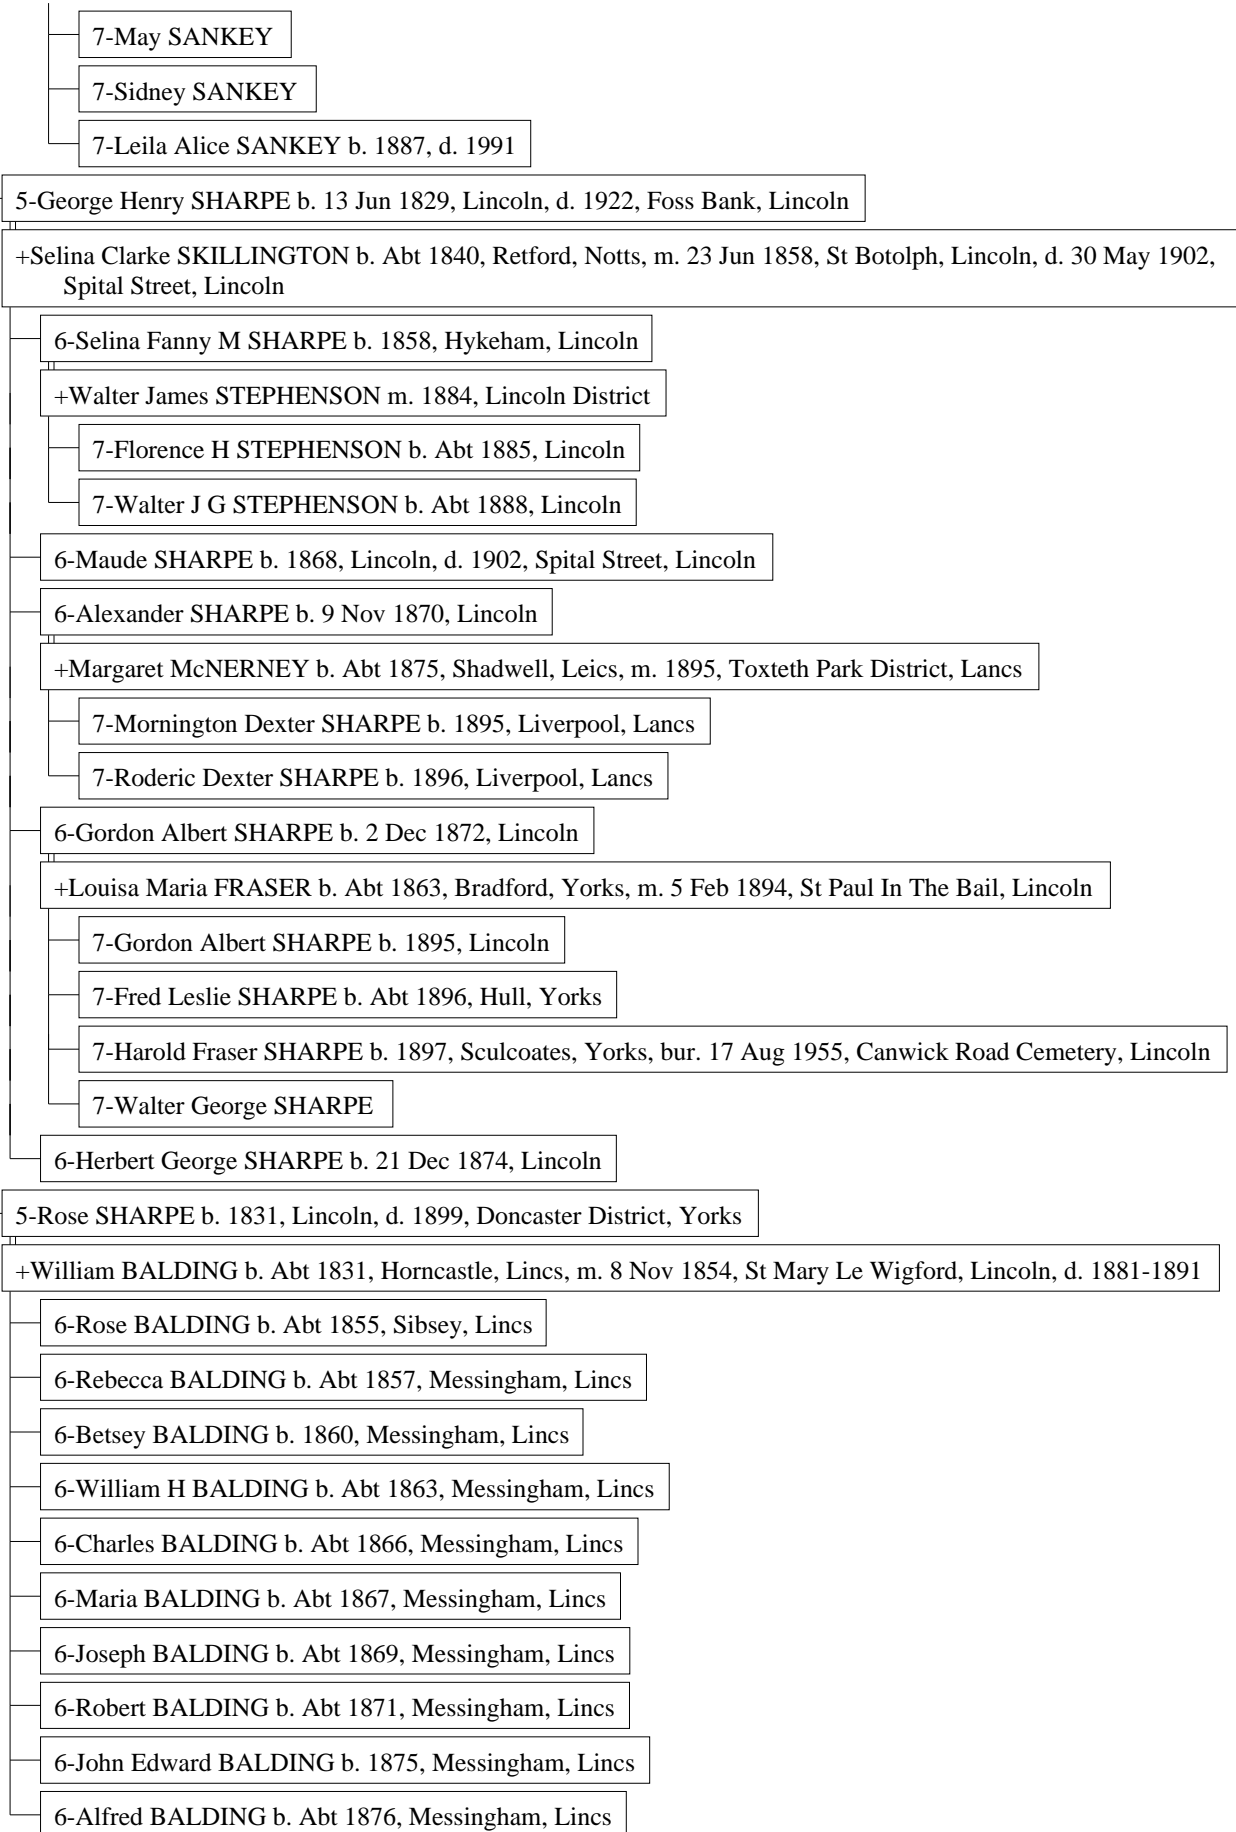 7-May SANKEY
7-Sidney SANKEY
7-Leila Alice SANKEY b. 1887, d. 1991
5-George Henry SHARPE b. 13 Jun 1829, Lincoln, d. 1922, Foss Bank, Lincoln
+Selina Clarke SKILLINGTON b. Abt 1840, Retford, Notts, m. 23 Jun 1858, St Botolph, Lincoln, d. 30 May 1902,
Spital Street, Lincoln
6-Selina Fanny M SHARPE b. 1858, Hykeham, Lincoln
+Walter James STEPHENSON m. 1884, Lincoln District
7-Florence H STEPHENSON b. Abt 1885, Lincoln
7-Walter J G STEPHENSON b. Abt 1888, Lincoln
6-Maude SHARPE b. 1868, Lincoln, d. 1902, Spital Street, Lincoln
6-Alexander SHARPE b. 9 Nov 1870, Lincoln
+Margaret McNERNEY b. Abt 1875, Shadwell, Leics, m. 1895, Toxteth Park District, Lancs
7-Mornington Dexter SHARPE b. 1895, Liverpool, Lancs
7-Roderic Dexter SHARPE b. 1896, Liverpool, Lancs
6-Gordon Albert SHARPE b. 2 Dec 1872, Lincoln
+Louisa Maria FRASER b. Abt 1863, Bradford, Yorks, m. 5 Feb 1894, St Paul In The Bail, Lincoln
7-Gordon Albert SHARPE b. 1895, Lincoln
7-Fred Leslie SHARPE b. Abt 1896, Hull, Yorks
7-Harold Fraser SHARPE b. 1897, Sculcoates, Yorks, bur. 17 Aug 1955, Canwick Road Cemetery, Lincoln
7-Walter George SHARPE
6-Herbert George SHARPE b. 21 Dec 1874, Lincoln
5-Rose SHARPE b. 1831, Lincoln, d. 1899, Doncaster District, Yorks
+William BALDING b. Abt 1831, Horncastle, Lincs, m. 8 Nov 1854, St Mary Le Wigford, Lincoln, d. 1881-1891
6-Rose BALDING b. Abt 1855, Sibsey, Lincs
6-Rebecca BALDING b. Abt 1857, Messingham, Lincs
6-Betsey BALDING b. 1860, Messingham, Lincs
6-William H BALDING b. Abt 1863, Messingham, Lincs
6-Charles BALDING b. Abt 1866, Messingham, Lincs
6-Maria BALDING b. Abt 1867, Messingham, Lincs
6-Joseph BALDING b. Abt 1869, Messingham, Lincs
6-Robert BALDING b. Abt 1871, Messingham, Lincs
6-John Edward BALDING b. 1875, Messingham, Lincs
6-Alfred BALDING b. Abt 1876, Messingham, Lincs